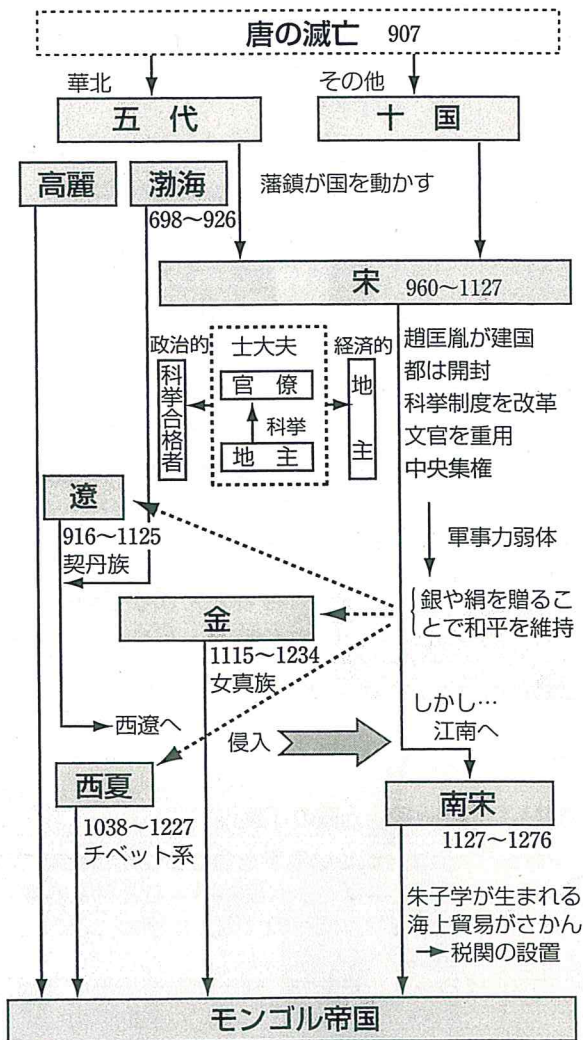 唐の滅亡 907
華北
その他
五代
十国
高麗
渤海
698～926
藩鎮が国を動かす
宋 960～1127
政治的
士大夫
経済的
科挙合格者
官僚
科挙
地主
地主
趙匡胤が建国
都は開封
科挙制度を改革
文官を重用
中央集権
遼
916～1125
契丹族
軍事力弱体
銀や絹を贈るこ
とで和平を維持
金
1115～1234
女真族
西遼へ
侵入
しかし…
江南へ
西夏
1038～1227
チベット系
南宋
1127～1276
朱子学が生まれる
海上貿易がさかん
税関の設置
モンゴル帝国